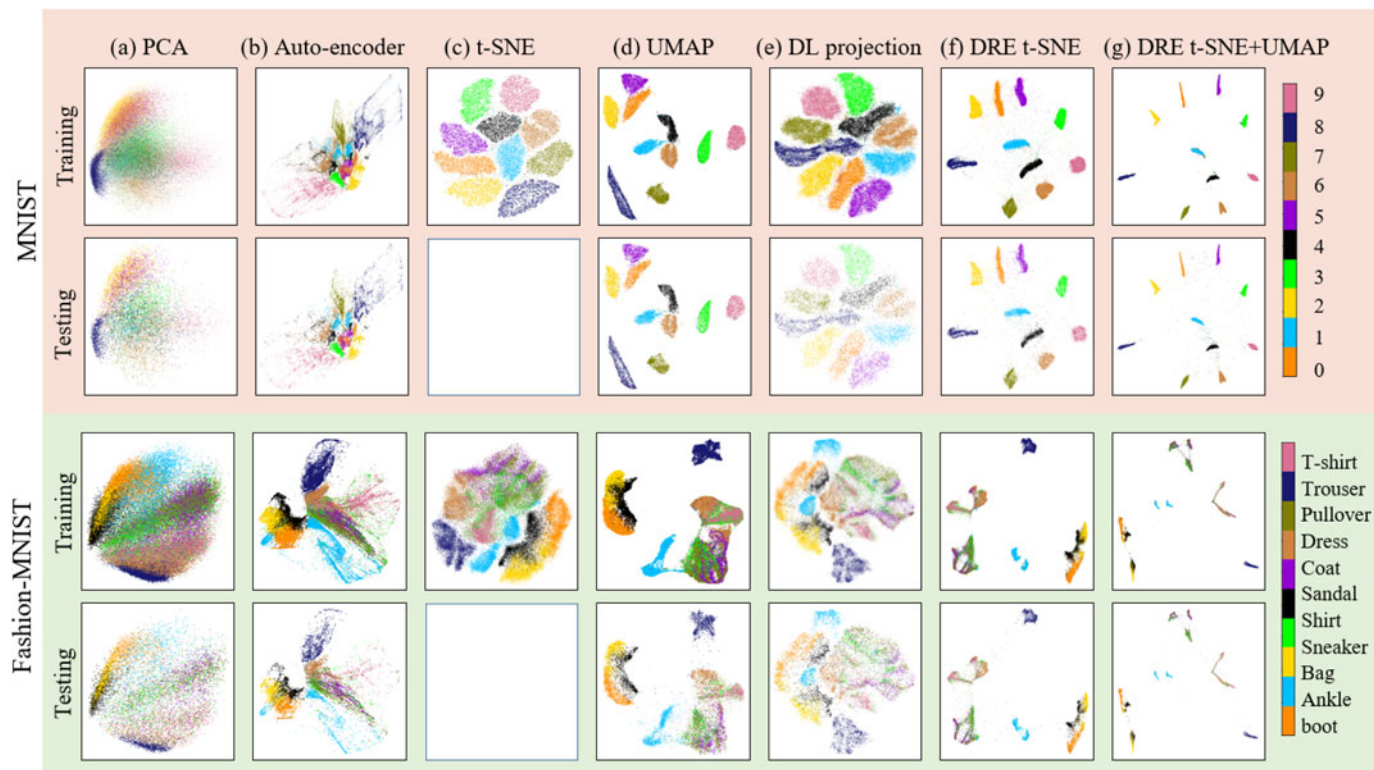 (a) PCA
(b) Auto-encoder
(c) t-SNE
(d) UMAP
(e) DL projection
(f) DRE t-SNE
(g) DRE t-SNE+UMAP
MNIST
Training
Testing
9
8
7
6
5
4
3
2
1
0
Fashion-MNIST
Training
Testing
T-shirt
Trouser
Pullover
Dress
Coat
Sandal
Shirt
Sneaker
Bag
Ankle
boot